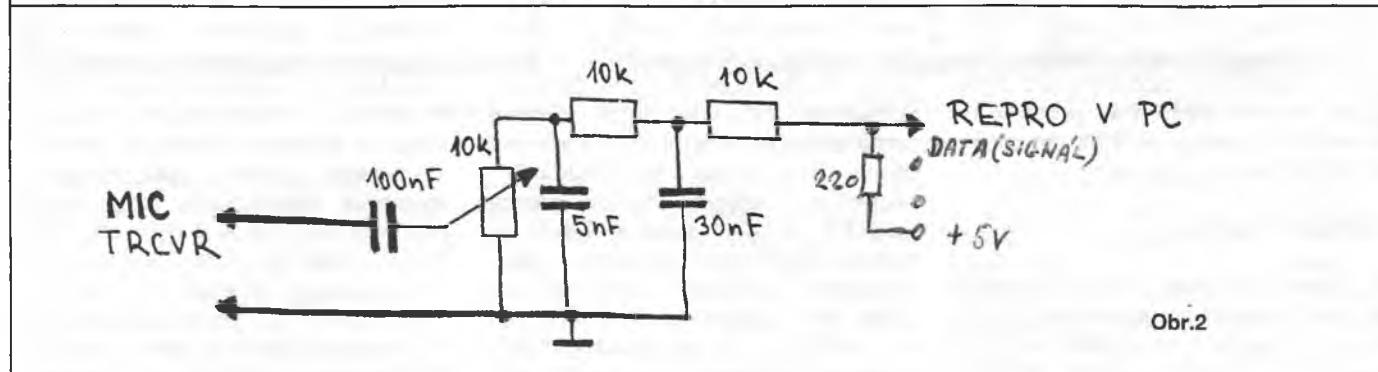 10k
10k
REPRO V PC
DATA(SIGNÁL)
10k
100nF
220
MIC
TRCVR
5nF
30nF
+5V
Obr.2